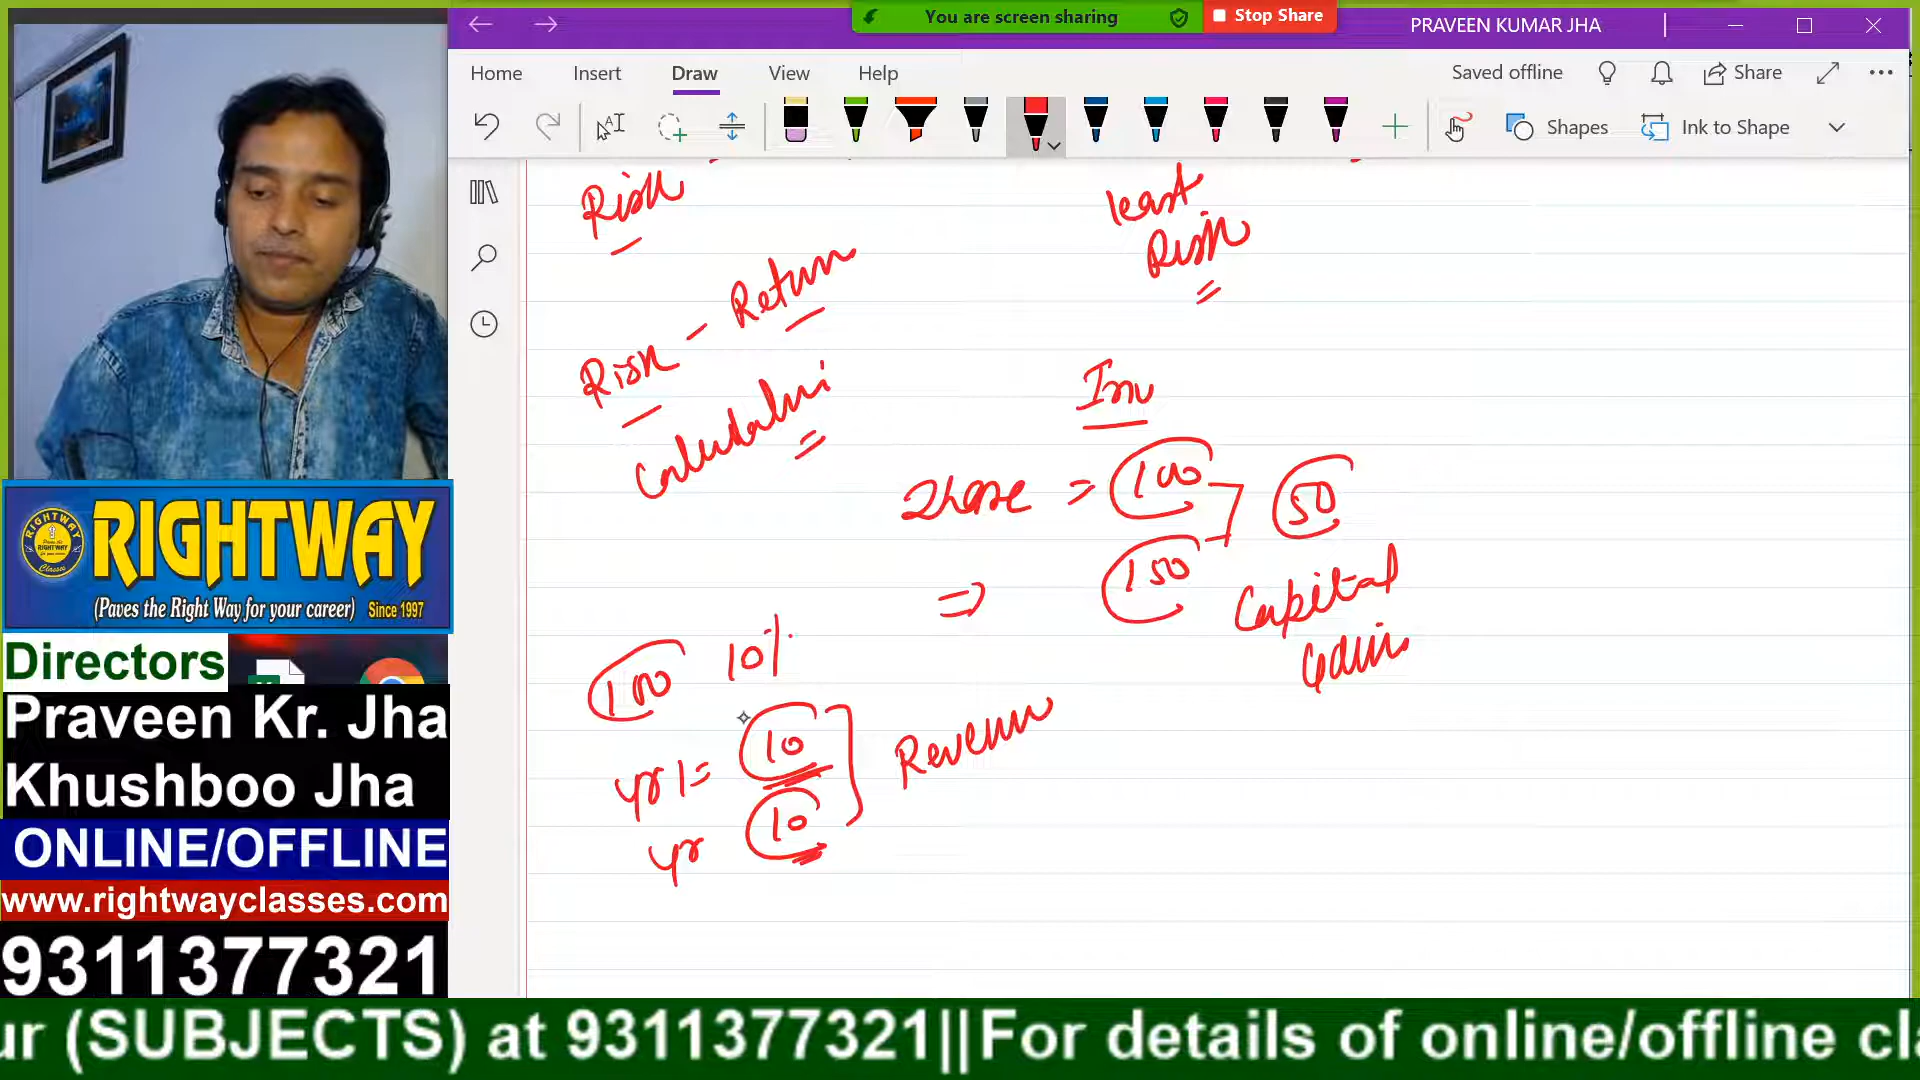 You are screen sharing
Stop Share
PRAVEEN KUMAR JHA
Home Insert Draw View Help
Saved offline
Share
Shapes
Ink to Shape
Risk
least
Risk
Risk - Return
Inv
Share = 100
50
⇒ 150
Capital
Gain
100 10%
yr 1 = 10
yr 10
Revenue
RIGHTWAY
(Paves the Right Way for your career) Since 1997
Directors
Praveen Kr. Jha
Khushboo Jha
ONLINE/OFFLINE
www.rightwayclasses.com
9311377321
ur (SUBJECTS) at 9311377321||For details of online/offline cla